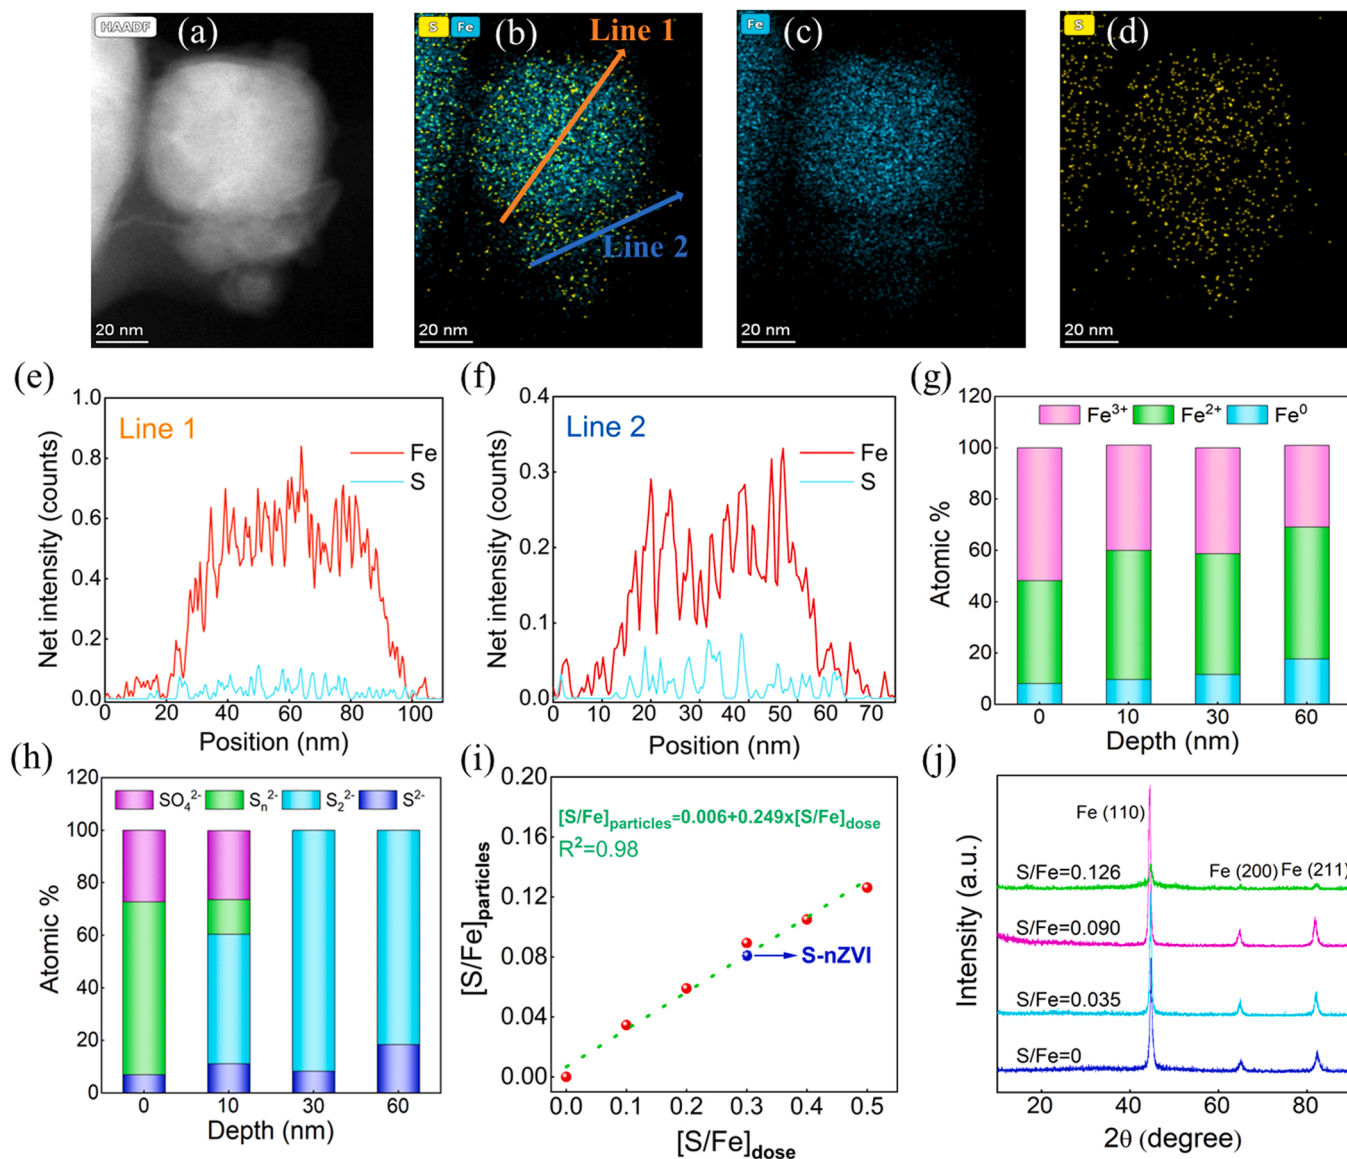 HAADF (a)
S Fe (b)
Line 1
Line 2
Fe (c)
S (d)
20 nm
20 nm
20 nm
20 nm
(e)
Line 1
Fe
S
Net intensity (counts)
1.0
0.8
0.6
0.4
0.2
0.0
0 20 40 60 80 100
Position (nm)
(f)
Line 2
Fe
S
Net intensity (counts)
0.4
0.3
0.2
0.1
0.0
0 10 20 30 40 50 60 70
Position (nm)
(g)
Fe³⁺ Fe²⁺ Fe⁰
Atomic %
120
100
80
60
40
20
0
0 10 30 60
Depth (nm)
(h)
SO₄²⁻ Sₙ²⁻ S₂²⁻ S²⁻
Atomic %
120
100
80
60
40
20
0
0 10 30 60
Depth (nm)
(i)
[S/Fe]particles=0.006+0.249x[S/Fe]dose
R²=0.98
S-nZVI
[S/Fe]particles
0.20
0.16
0.12
0.08
0.04
0.00
0.0 0.1 0.2 0.3 0.4 0.5
[S/Fe]dose
(j)
Fe (110)
Fe (200) Fe (211)
S/Fe=0.126
S/Fe=0.090
S/Fe=0.035
S/Fe=0
Intensity (a.u.)
20 40 60 80
2θ (degree)